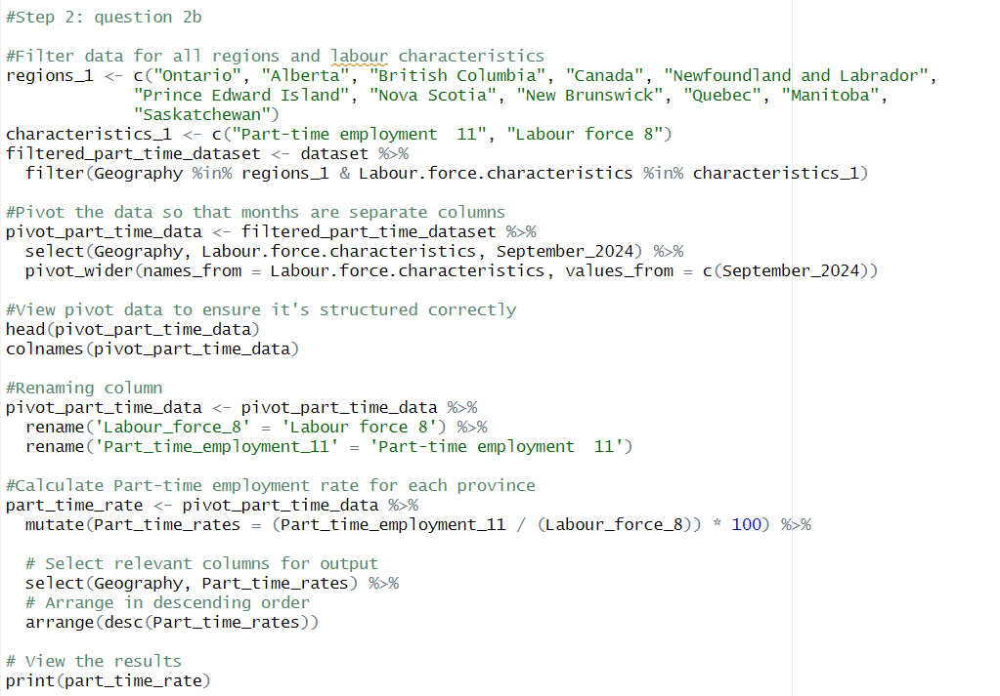 #Step 2: question 2b
#Filter data for all regions and labour characteristics
regions_1 <- c("Ontario", "Alberta", "British Columbia", "Canada", "Newfoundland and Labrador",
"Prince Edward Island", "Nova Scotia", "New Brunswick", "Quebec", "Manitoba",
"Saskatchewan")
characteristics_1 <- c("Part-time employment  11", "Labour force 8")
filtered_part_time_dataset <- dataset %>%
  filter(Geography %in% regions_1 & Labour.force.characteristics %in% characteristics_1)
#Pivot the data so that months are separate columns
pivot_part_time_data <- filtered_part_time_dataset %>%
  select(Geography, Labour.force.characteristics, September_2024) %>%
  pivot_wider(names_from = Labour.force.characteristics, values_from = c(September_2024))
#View pivot data to ensure it's structured correctly
head(pivot_part_time_data)
colnames(pivot_part_time_data)
#Renaming column
pivot_part_time_data <- pivot_part_time_data %>%
  rename('Labour_force_8' = 'Labour force 8') %>%
  rename('Part_time_employment_11' = 'Part-time employment  11')
#Calculate Part-time employment rate for each province
part_time_rate <- pivot_part_time_data %>%
  mutate(Part_time_rates = (Part_time_employment_11 / (Labour_force_8)) * 100) %>%
  # Select relevant columns for output
  select(Geography, Part_time_rates) %>%
  # Arrange in descending order
  arrange(desc(Part_time_rates))
# View the results
print(part_time_rate)